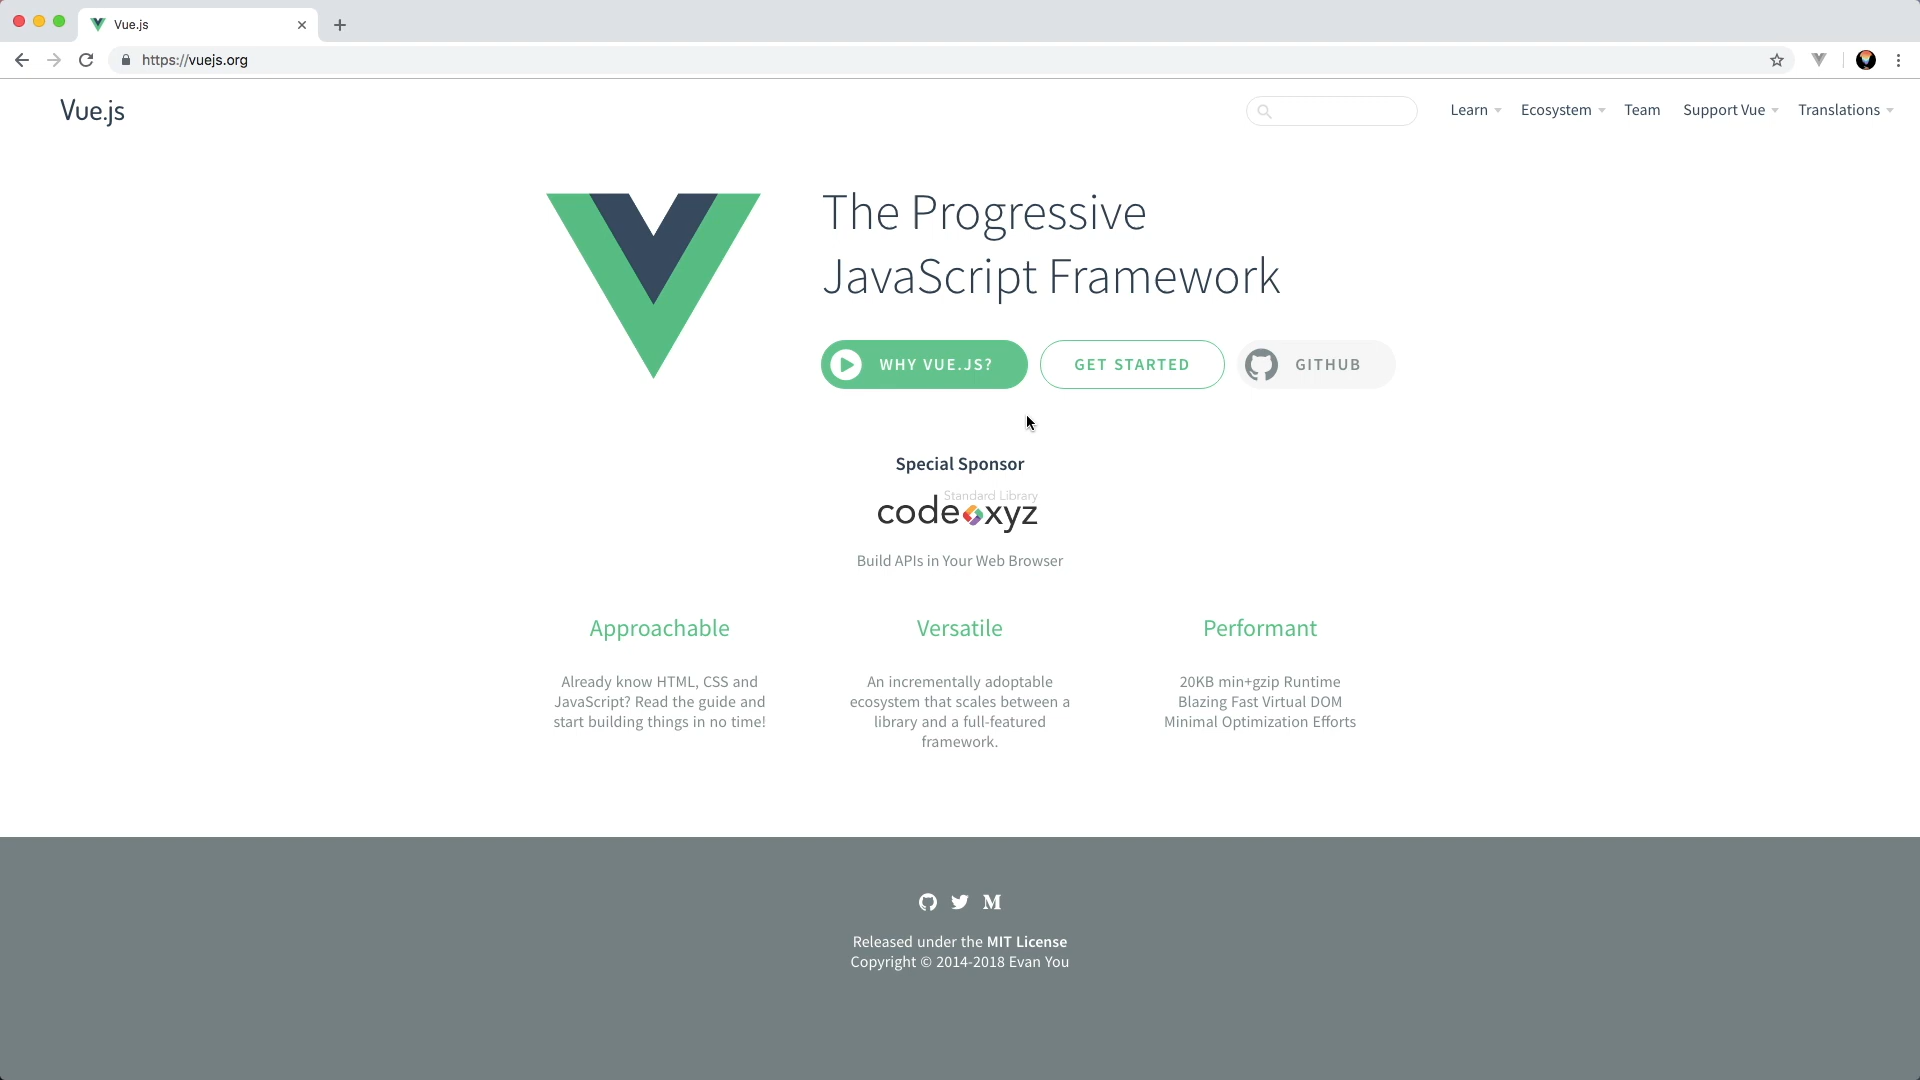 Vue.js
https://vuejs.org
Vue.js
Learn
Ecosystem
Team
Support Vue
Translations
The Progressive
JavaScript Framework
WHY VUE.JS?
GET STARTED
GITHUB
Special Sponsor
Standard Library
code xyz
Build APIs in Your Web Browser
Approachable
Already know HTML, CSS and
JavaScript? Read the guide and
start building things in no time!
Versatile
An incrementally adoptable
ecosystem that scales between a
library and a full-featured
framework.
Performant
20KB min+gzip Runtime
Blazing Fast Virtual DOM
Minimal Optimization Efforts
Released under the MIT License
Copyright © 2014-2018 Evan You